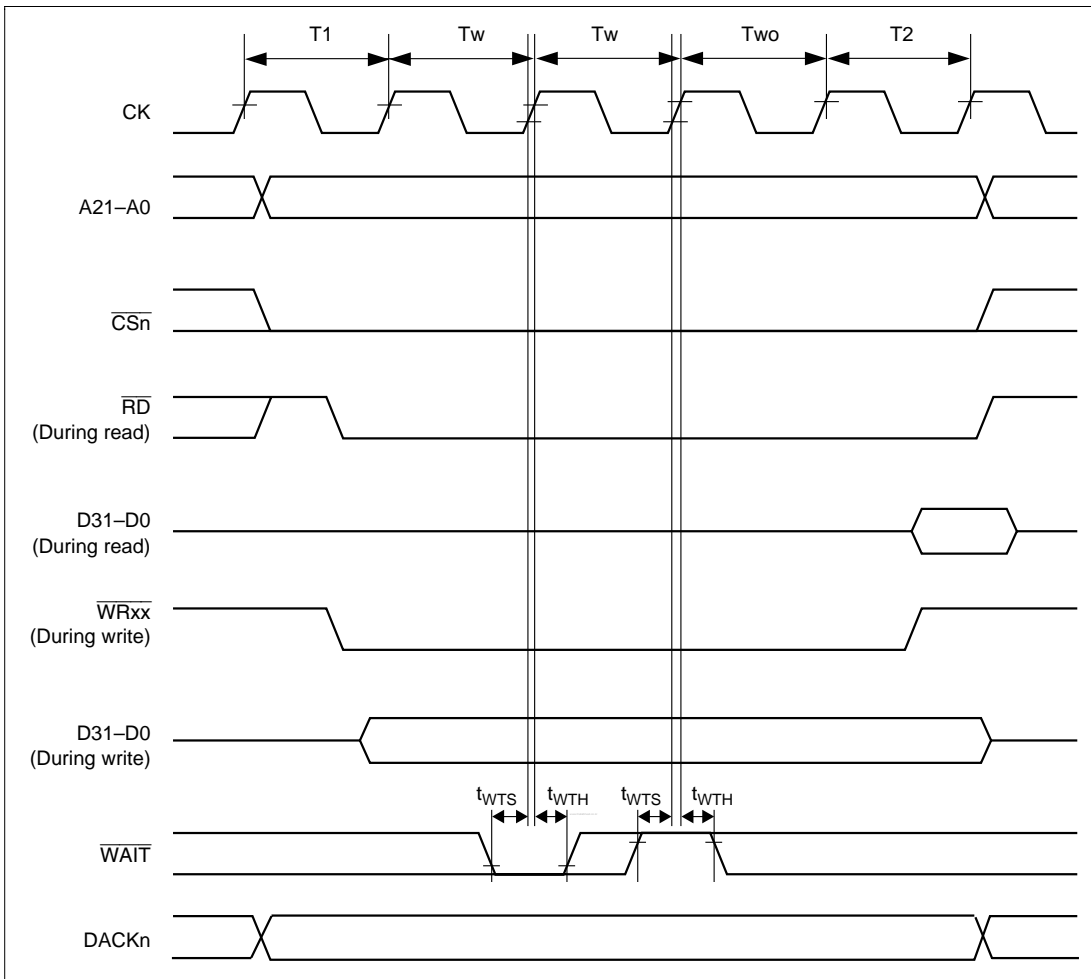 T1 Tw Tw Two T2
CK
A21–A0
CSn
RD
(During read)
D31–D0
(During read)
WRxx
(During write)
D31–D0
(During write)
tWTS tWTH tWTS tWTH
WAIT
DACKn